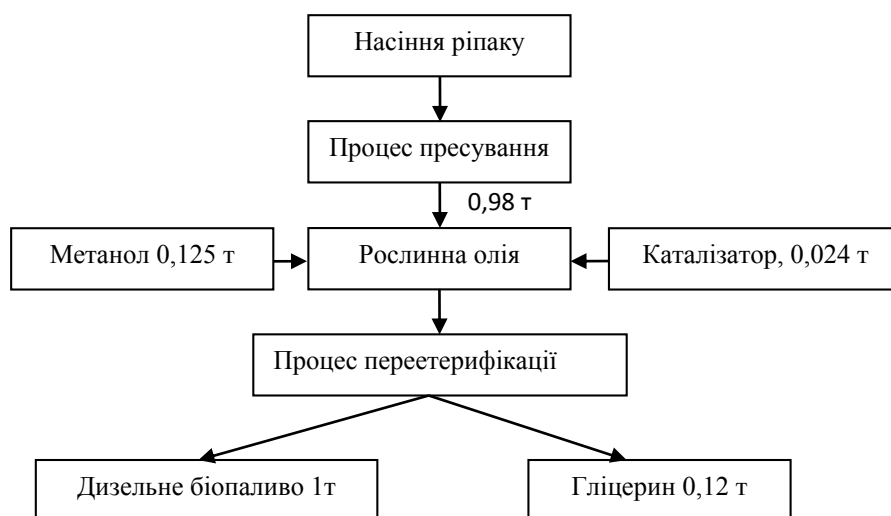 Насіння ріпаку
Процес пресування
0,98 т
Метанол 0,125 т
Рослинна олія
Каталізатор, 0,024 т
Процес переетерифікації
Дизельне біопаливо 1т
Гліцерин 0,12 т